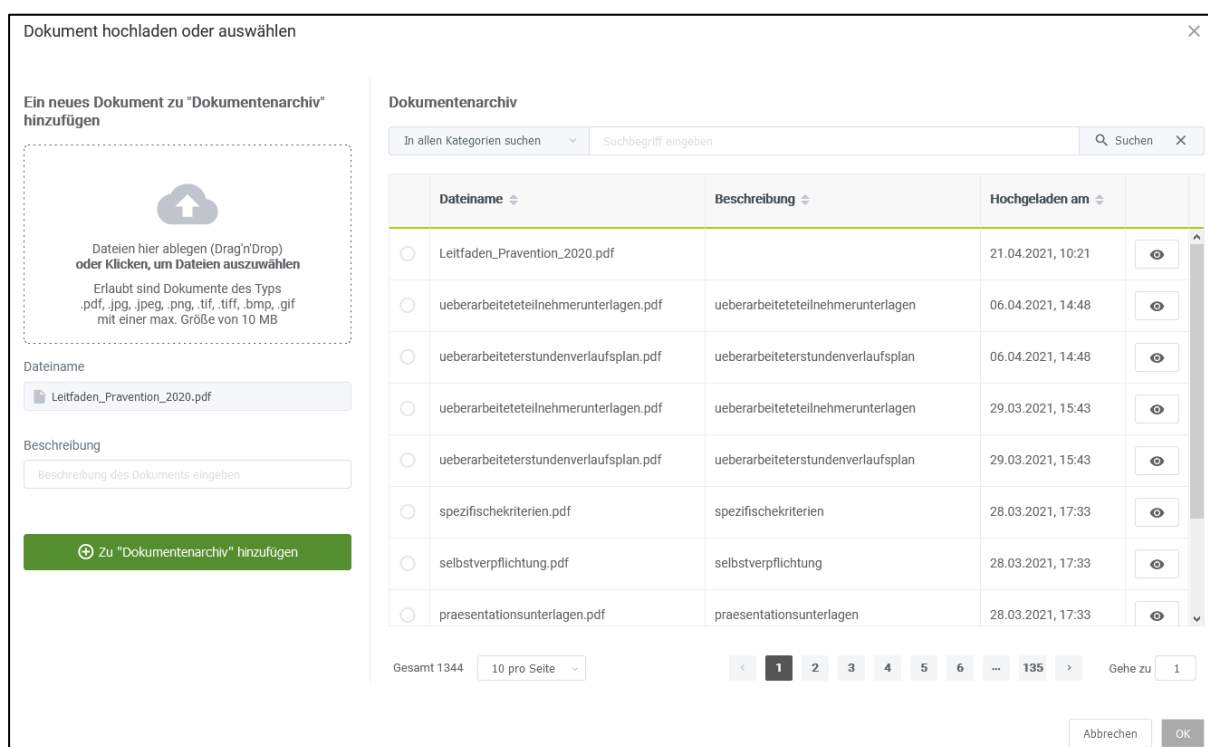 Dokument hochladen oder auswählen
Ein neues Dokument zu "Dokumentenarchiv"
hinzufügen
Dateien hier ablegen (Drag'n'Drop)
oder Klicken, um Dateien auszuwählen
Erlaubt sind Dokumente des Typs
.pdf, .jpg, .jpeg, .png, .tif, .tiff, .bmp, .gif
mit einer max. Größe von 10 MB
Dateiname
Leitfaden_Pravention_2020.pdf
Beschreibung
Beschreibung des Dokuments eingeben
Zu "Dokumentenarchiv" hinzufügen
Dokumentenarchiv
In allen Kategorien suchen Suchbegriff eingeben Suchen
Dateiname Beschreibung Hochgeladen am
Leitfaden_Pravention_2020.pdf 21.04.2021, 10:21
ueberarbeiteteteilnehmerunterlagen.pdf ueberarbeiteteteilnehmerunterlagen 06.04.2021, 14:48
ueberarbeiteterstundenverlaufsplan.pdf ueberarbeiteterstundenverlaufsplan 06.04.2021, 14:48
ueberarbeiteteteilnehmerunterlagen.pdf ueberarbeiteteteilnehmerunterlagen 29.03.2021, 15:43
ueberarbeiteterstundenverlaufsplan.pdf ueberarbeiteterstundenverlaufsplan 29.03.2021, 15:43
spezifischekriterien.pdf spezifischekriterien 28.03.2021, 17:33
selbstverpflichtung.pdf selbstverpflichtung 28.03.2021, 17:33
praesentationsunterlagen.pdf praesentationsunterlagen 28.03.2021, 17:33
Gesamt 1344 10 pro Seite 1 2 3 4 5 6 ... 135 Gehe zu 1
Abbrechen OK